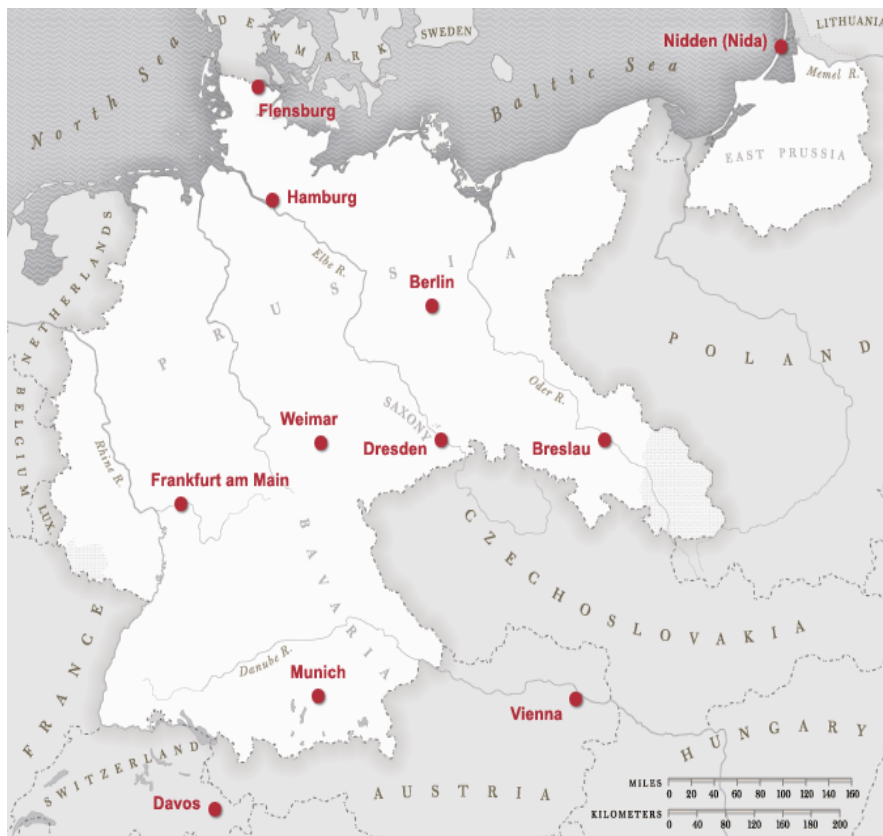 DENMARK
SWEDEN
LITHUANIA
Nidden (Nida)
Memel R.
North Sea
Baltic Sea
Flensburg
EAST PRUSSIA
Hamburg
Elbe R.
NETHERLANDS
Berlin
PRUSSIA
POLAND
BELGIUM
Oder R.
SAXONY
Weimar
Dresden
Breslau
Rhine R.
Frankfurt am Main
LUX.
BAVARIA
CZECHOSLOVAKIA
FRANCE
Danube R.
Munich
Vienna
HUNGARY
SWITZERLAND
AUSTRIA
Davos
MILES
0 20 40 60 80 100 120 140 160
KILOMETERS
0 40 80 120 160 200